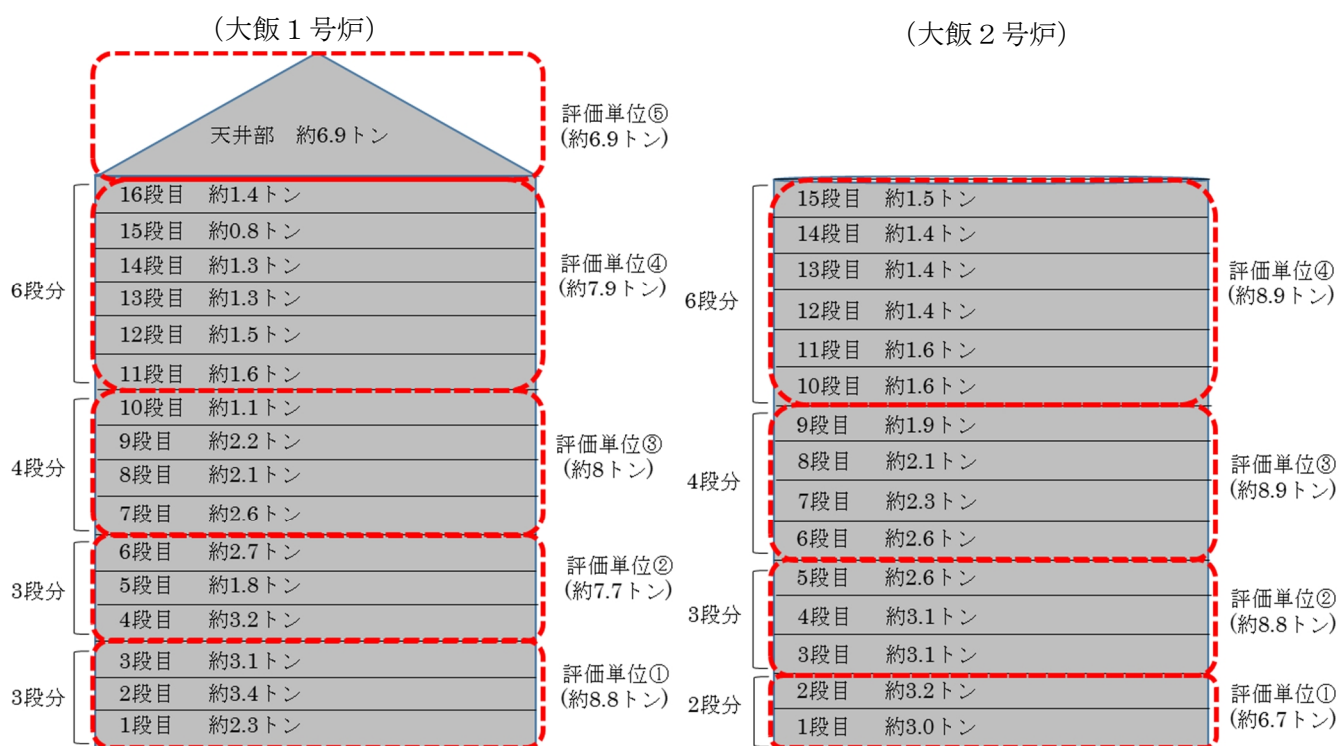 (大飯1号炉)
天井部 約6.9トン
評価単位⑤
(約6.9トン)
6段分
16段目 約1.4トン
15段目 約0.8トン
14段目 約1.3トン
13段目 約1.3トン
12段目 約1.5トン
11段目 約1.6トン
評価単位④
(約7.9トン)
4段分
10段目 約1.1トン
9段目 約2.2トン
8段目 約2.1トン
7段目 約2.6トン
評価単位③
(約8トン)
3段分
6段目 約2.7トン
5段目 約1.8トン
4段目 約3.2トン
評価単位②
(約7.7トン)
3段分
3段目 約3.1トン
2段目 約3.4トン
1段目 約2.3トン
評価単位①
(約8.8トン)
(大飯2号炉)
6段分
15段目 約1.5トン
14段目 約1.4トン
13段目 約1.4トン
12段目 約1.4トン
11段目 約1.6トン
10段目 約1.6トン
評価単位④
(約8.9トン)
4段分
9段目 約1.9トン
8段目 約2.1トン
7段目 約2.3トン
6段目 約2.6トン
評価単位③
(約8.9トン)
3段分
5段目 約2.6トン
4段目 約3.1トン
3段目 約3.1トン
評価単位②
(約8.8トン)
2段分
2段目 約3.2トン
1段目 約3.0トン
評価単位①
(約6.7トン)